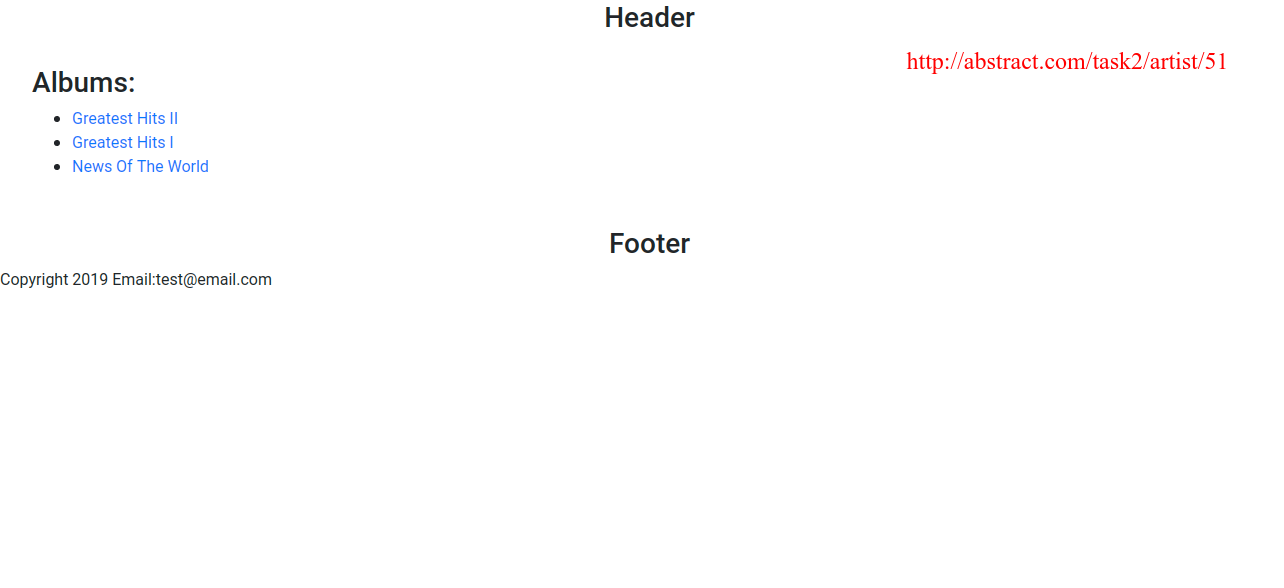 Header
http://abstract.com/task2/artist/51
Albums:
Greatest Hits II
Greatest Hits I
News Of The World
Footer
Copyright 2019 Email:test@email.com